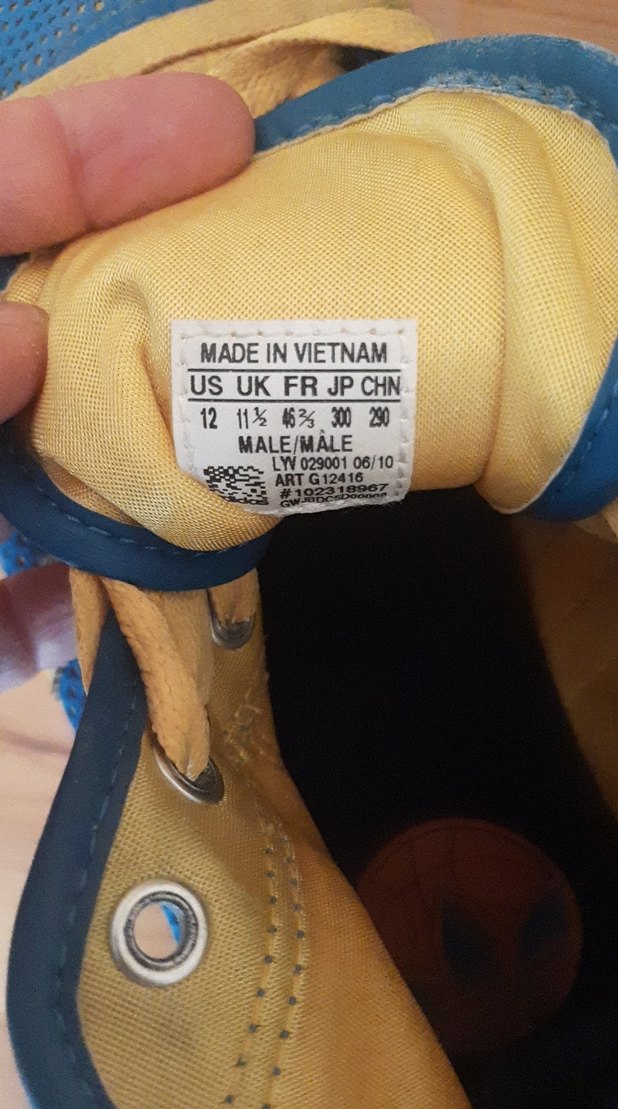 MADE IN VIETNAM
US UK FR JP CHN
12 11½ 46⅔ 300 290
MALE/MÂLE
LYV 029001 06/10
ART G12416
#102318967